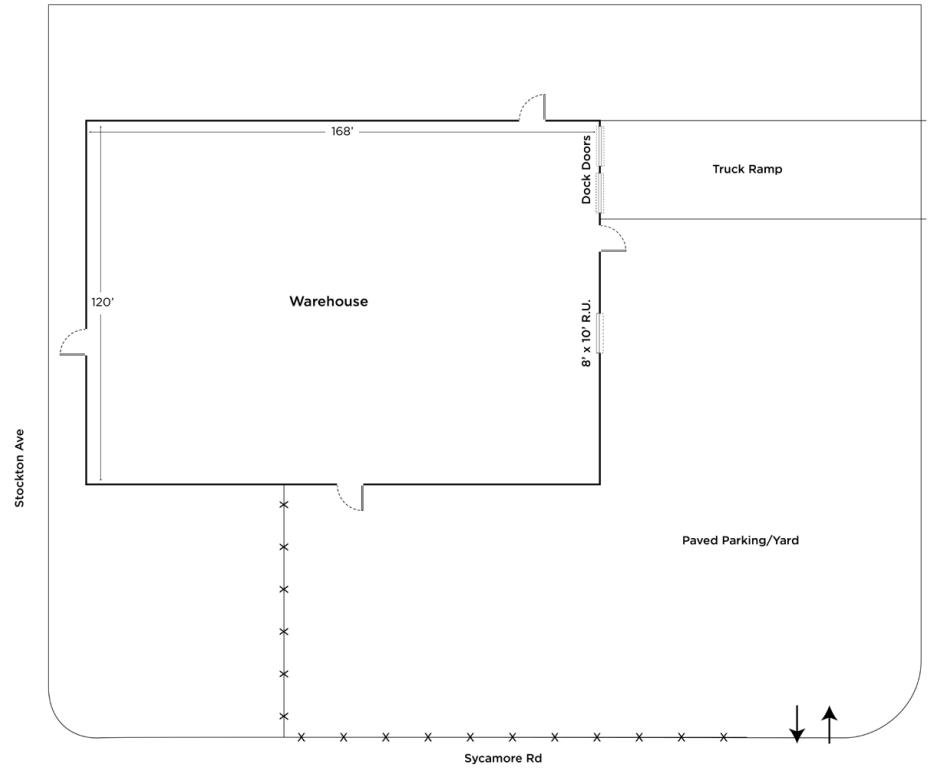 168'
Dock Doors
Truck Ramp
120'
Warehouse
8' x 10' R.U.
Stockton Ave
Paved Parking/Yard
Sycamore Rd